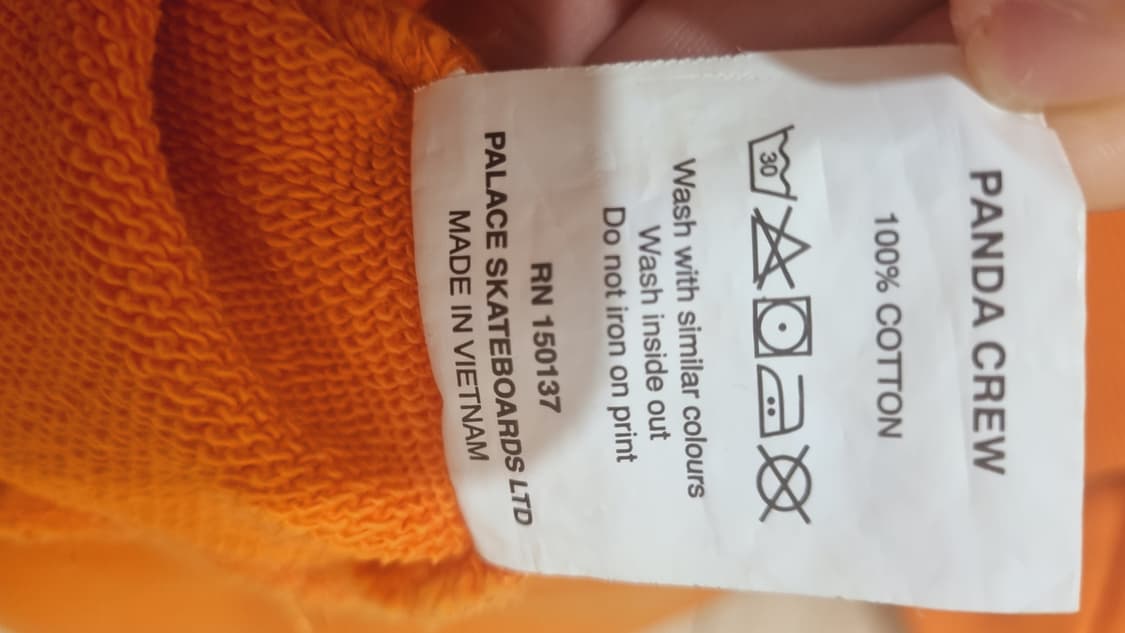 PANDA CREW
100% COTTON
30
Wash with similar colours
Wash inside out
Do not iron on print
RN 150137
PALACE SKATEBOARDS LTD
MADE IN VIETNAM